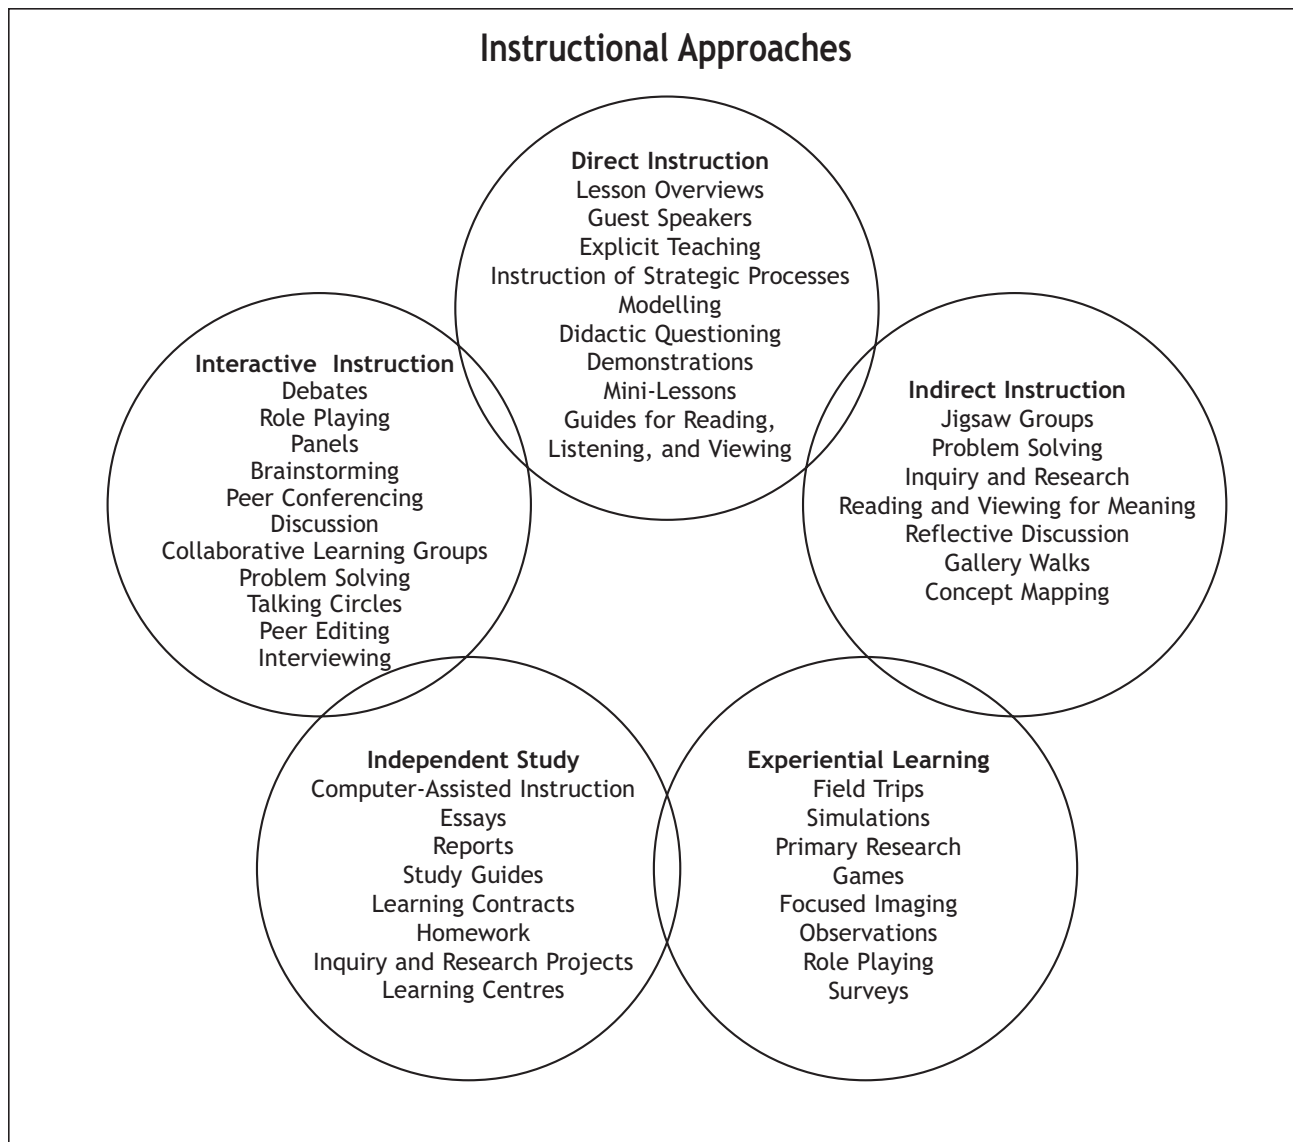 Instructional Approaches
Direct Instruction
Lesson Overviews
Guest Speakers
Explicit Teaching
Instruction of Strategic Processes
Modelling
Didactic Questioning
Demonstrations
Mini-Lessons
Guides for Reading,
Listening, and Viewing
Interactive Instruction
Debates
Role Playing
Panels
Brainstorming
Peer Conferencing
Discussion
Collaborative Learning Groups
Problem Solving
Talking Circles
Peer Editing
Interviewing
Indirect Instruction
Jigsaw Groups
Problem Solving
Inquiry and Research
Reading and Viewing for Meaning
Reflective Discussion
Gallery Walks
Concept Mapping
Independent Study
Computer-Assisted Instruction
Essays
Reports
Study Guides
Learning Contracts
Homework
Inquiry and Research Projects
Learning Centres
Experiential Learning
Field Trips
Simulations
Primary Research
Games
Focused Imaging
Observations
Role Playing
Surveys